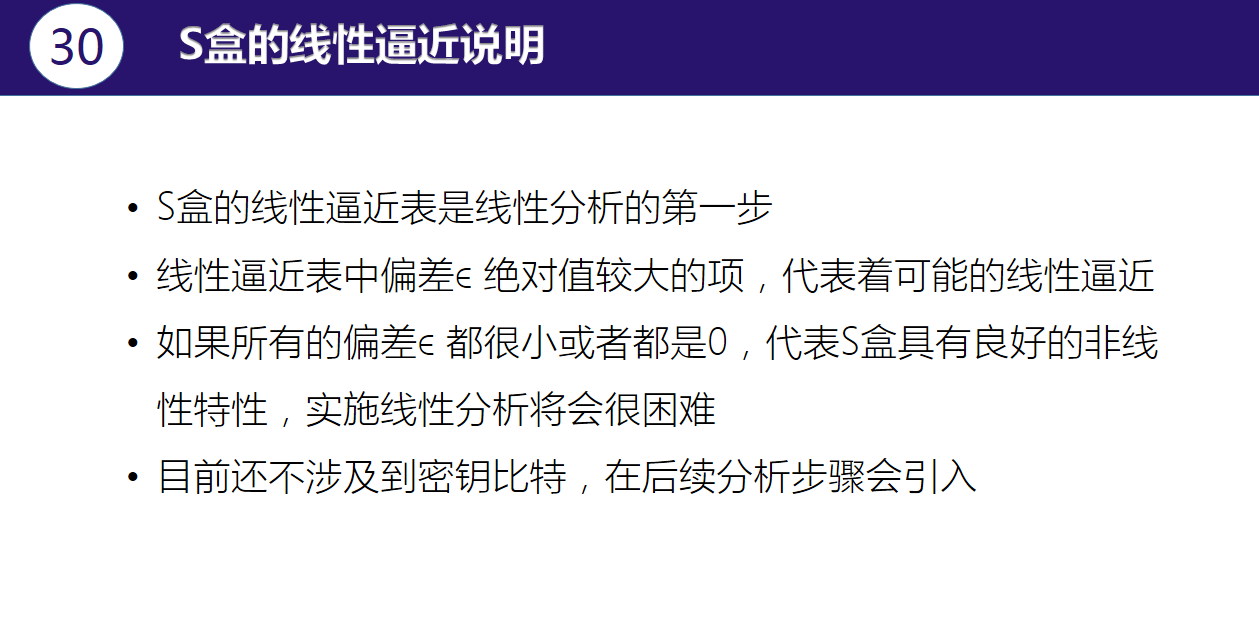 30
S盒的线性逼近说明
• S盒的线性逼近表是线性分析的第一步
• 线性逼近表中偏差ϵ 绝对值较大的项，代表着可能的线性逼近
• 如果所有的偏差ϵ 都很小或者都是0，代表S盒具有良好的非线
性特性，实施线性分析将会很困难
• 目前还不涉及到密钥比特，在后续分析步骤会引入